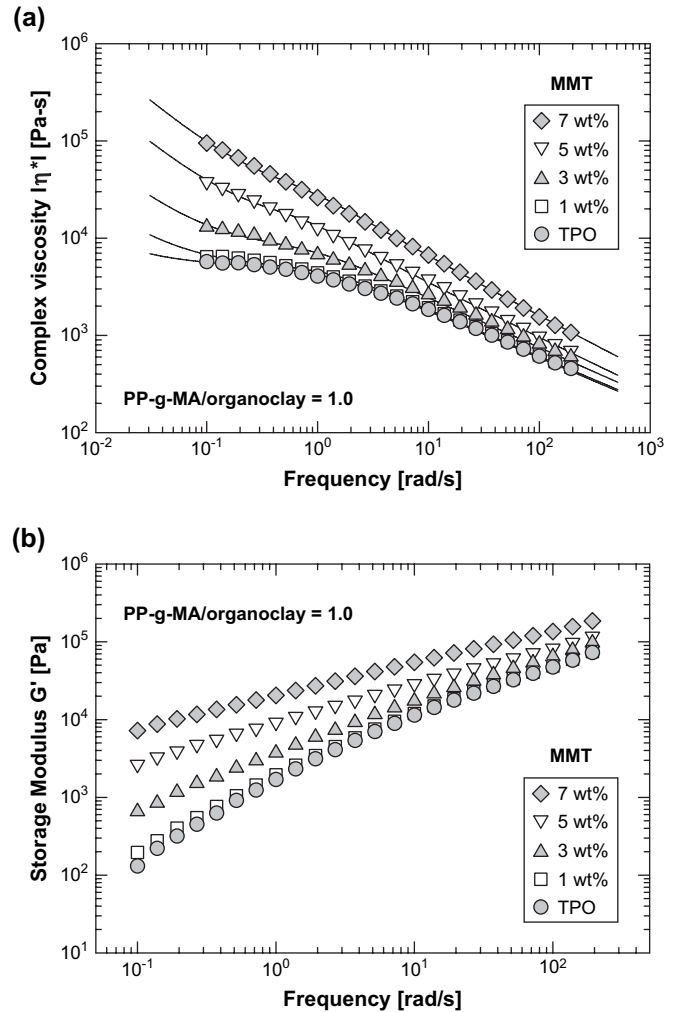 (a)
10^6
10^5
10^4
10^3
10^2
Complex viscosity |η*| [Pa-s]
MMT
7 wt%
5 wt%
3 wt%
1 wt%
TPO
PP-g-MA/organoclay = 1.0
10^-2 10^-1 10^0 10^1 10^2 10^3
Frequency [rad/s]
(b)
10^6
10^5
10^4
10^3
10^2
10^1
Storage Modulus G' [Pa]
PP-g-MA/organoclay = 1.0
MMT
7 wt%
5 wt%
3 wt%
1 wt%
TPO
10^-1 10^0 10^1 10^2
Frequency [rad/s]